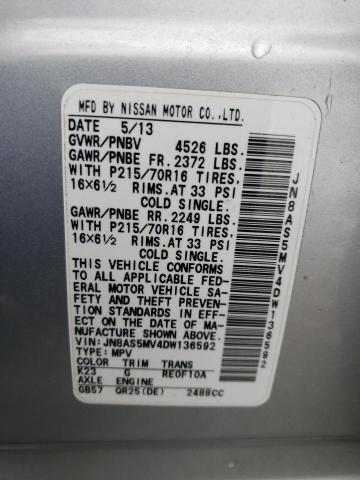 MFD BY NISSAN MOTOR CO.,LTD.
DATE 5/13
GVWR/PNBV 4526 LBS.
GAWR/PNBE FR. 2372 LBS.
WITH P215/70R16 TIRES,
16×6½ RIMS.AT 33 PSI
COLD SINGLE.
GAWR/PNBE RR. 2249 LBS.
WITH P215/70R16 TIRES,
16×6½ RIMS.AT 33 PSI
COLD SINGLE.
THIS VEHICLE CONFORMS
TO ALL APPLICABLE FED-
ERAL MOTOR VEHICLE SA-
FETY AND THEFT PREVEN-
TION STANDARDS IN EFF-
ECT ON THE DATE OF MA-
NUFACTURE SHOWN ABOVE.
VIN: JN8AS5MV4DW136592
TYPE: MPV
COLOR TRIM TRANS
K23 G RE0F10A
AXLE ENGINE
GB57 QR25(DE) 2488CC
JN8AS5MV4DW136592